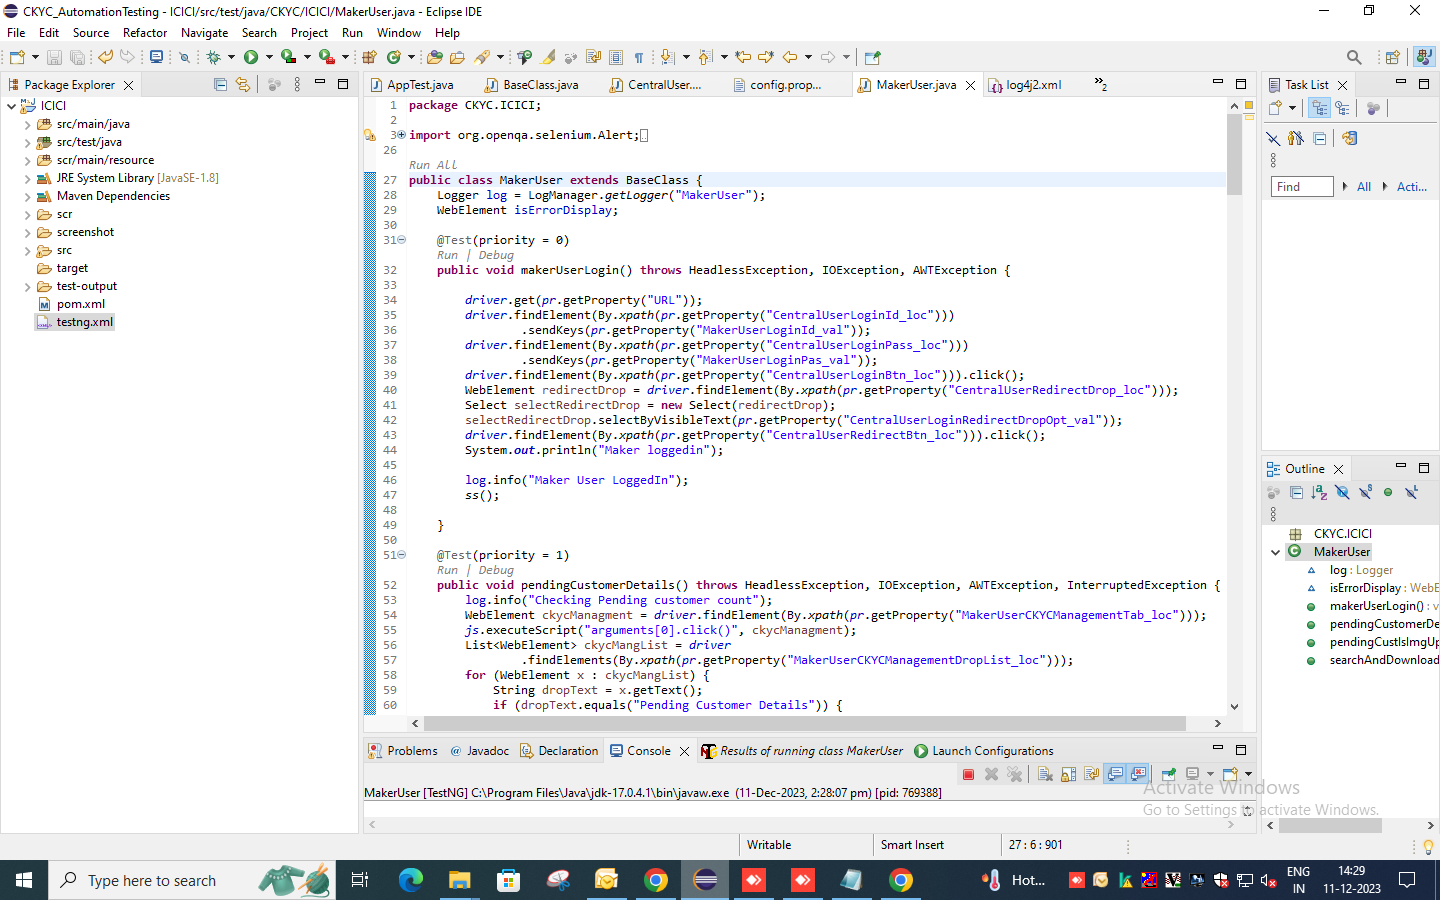 CKYC_AutomationTesting - ICICI/src/test/java/CKYC/ICICI/MakerUser.java - Eclipse IDE
File Edit Source Refactor Navigate Search Project Run Window Help
Package Explorer
ICICI
src/main/java
src/test/java
scr/main/resource
JRE System Library [JavaSE-1.8]
Maven Dependencies
scr
screenshot
src
target
test-output
pom.xml
testng.xml
AppTest.java BaseClass.java CentralUser.... config.prop... MakerUser.java log4j2.xml »2
1 package CKYC.ICICI;
2
3 import org.openqa.selenium.Alert;
26
Run All
27 public class MakerUser extends BaseClass {
28 Logger log = LogManager.getLogger("MakerUser");
29 WebElement isErrorDisplay;
30
31 @Test(priority = 0)
Run | Debug
32 public void makerUserLogin() throws HeadlessException, IOException, AWTException {
33
34 driver.get(pr.getProperty("URL"));
35 driver.findElement(By.xpath(pr.getProperty("CentralUserLoginId_loc")))
36 .sendKeys(pr.getProperty("MakerUserLoginId_val"));
37 driver.findElement(By.xpath(pr.getProperty("CentralUserLoginPass_loc")))
38 .sendKeys(pr.getProperty("MakerUserLoginPas_val"));
39 driver.findElement(By.xpath(pr.getProperty("CentralUserLoginBtn_loc"))).click();
40 WebElement redirectDrop = driver.findElement(By.xpath(pr.getProperty("CentralUserRedirectDrop_loc")));
41 Select selectRedirectDrop = new Select(redirectDrop);
42 selectRedirectDrop.selectByVisibleText(pr.getProperty("CentralUserLoginRedirectDropOpt_val"));
43 driver.findElement(By.xpath(pr.getProperty("CentralUserRedirectBtn_loc"))).click();
44 System.out.println("Maker loggedin");
45
46 log.info("Maker User LoggedIn");
47 ss();
48
49 }
50
51 @Test(priority = 1)
Run | Debug
52 public void pendingCustomerDetails() throws HeadlessException, IOException, AWTException, InterruptedException {
53 log.info("Checking Pending customer count");
54 WebElement ckycManagment = driver.findElement(By.xpath(pr.getProperty("MakerUserCKYCManagementTab_loc")));
55 js.executeScript("arguments[0].click()", ckycManagment);
56 List<WebElement> ckycMangList = driver
57 .findElements(By.xpath(pr.getProperty("MakerUserCKYCManagementDropList_loc")));
58 for (WebElement x : ckycMangList) {
59 String dropText = x.getText();
60 if (dropText.equals("Pending Customer Details")) {
Problems @ Javadoc Declaration Console Results of running class MakerUser Launch Configurations
MakerUser [TestNG] C:\Program Files\Java\jdk-17.0.4.1\bin\javaw.exe (11-Dec-2023, 2:28:07 pm) [pid: 769388]
Task List
Find All Acti...
Outline
CKYC.ICICI
MakerUser
log : Logger
isErrorDisplay : WebE
makerUserLogin() : v
pendingCustomerDe
pendingCustIsImgUp
searchAndDownload
Activate Windows
Go to Settings to activate Windows.
Writable Smart Insert 27 : 6 : 901
Type here to search
Hot...
ENG
IN
14:29
11-12-2023